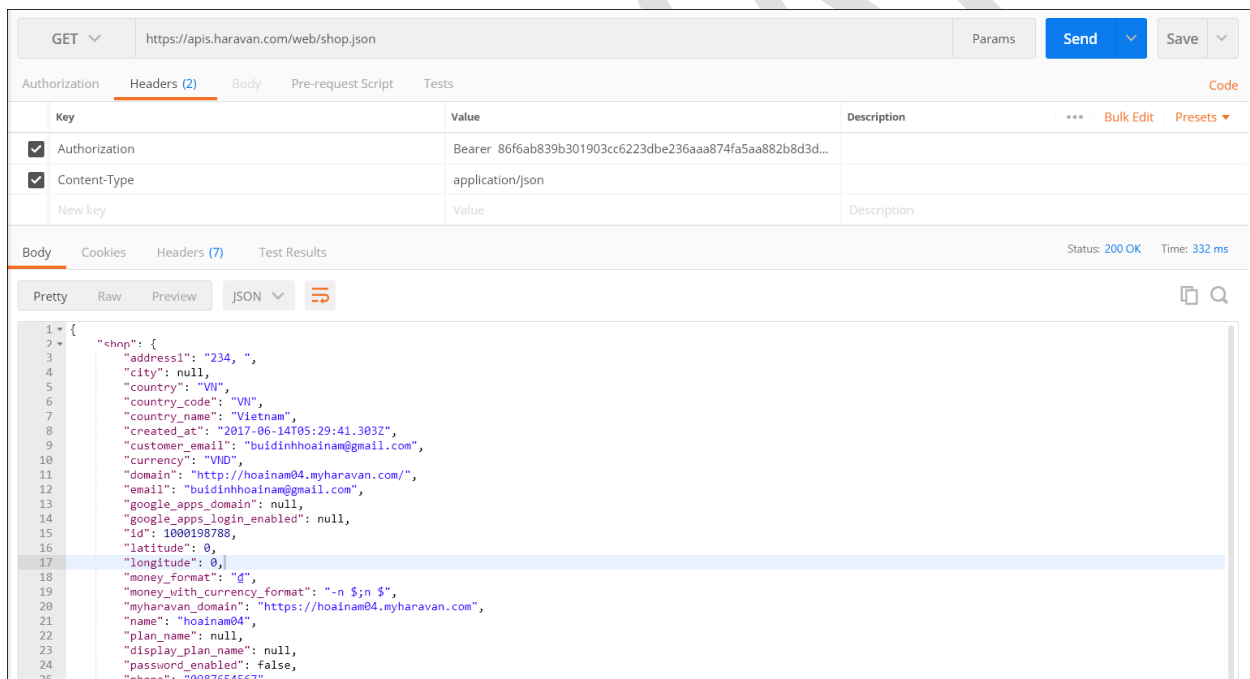 GET https://apis.haravan.com/web/shop.json Params Send Save
Authorization Headers (2) Body Pre-request Script Tests Code
Key Value Description Bulk Edit Presets
Authorization Bearer 86f6ab839b301903cc6223dbe236aaa874fa5aa882b8d3d...
Content-Type application/json
New key Value Description
Body Cookies Headers (7) Test Results Status: 200 OK Time: 332 ms
Pretty Raw Preview JSON
1 {
2 "shop": {
3 "address1": "234, ",
4 "city": null,
5 "country": "VN",
6 "country_code": "VN",
7 "country_name": "Vietnam",
8 "created_at": "2017-06-14T05:29:41.303Z",
9 "customer_email": "buidinhhoainam@gmail.com",
10 "currency": "VND",
11 "domain": "http://hoainam04.myharavan.com/",
12 "email": "buidinhhoainam@gmail.com",
13 "google_apps_domain": null,
14 "google_apps_login_enabled": null,
15 "id": 1000198788,
16 "latitude": 0,
17 "longitude": 0,
18 "money_format": "₫",
19 "money_with_currency_format": "-n $;n $",
20 "myharavan_domain": "https://hoainam04.myharavan.com",
21 "name": "hoainam04",
22 "plan_name": null,
23 "display_plan_name": null,
24 "password_enabled": false,
25 "phone": "0987654567"